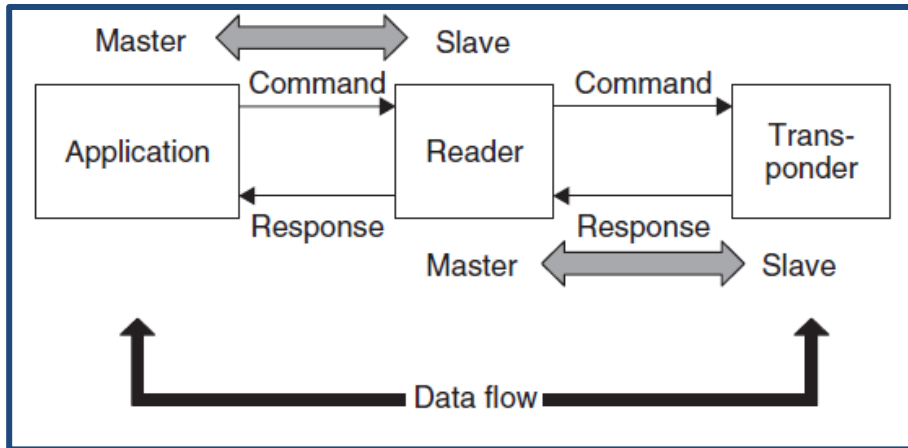 Master
Slave
Command
Command
Application
Reader
Trans-
ponder
Response
Response
Master
Slave
Data flow